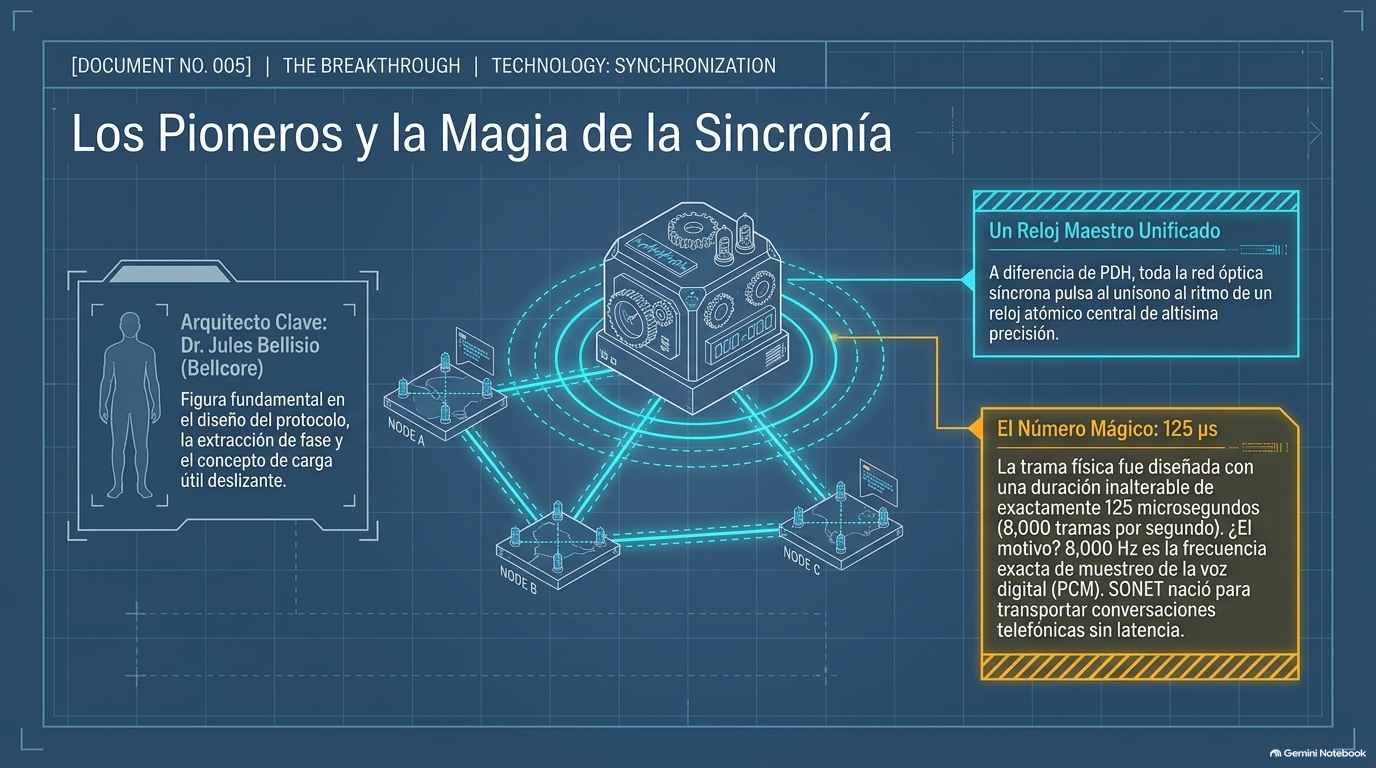 [DOCUMENT NO. 005] | THE BREAKTHROUGH | TECHNOLOGY: SYNCHRONIZATION
Los Pioneros y la Magia de la Sincronía
Arquitecto Clave:
Dr. Jules Bellisio
(Bellcore)
Figura fundamental en
el diseño del protocolo,
la extracción de fase y
el concepto de carga
útil deslizante.
NODE A
NODE B
NODE C
Un Reloj Maestro Unificado
A diferencia de PDH, toda la red óptica
síncrona pulsa al unísono al ritmo de un
reloj atómico central de altísima
precisión.
El Número Mágico: 125 µs
La trama física fue diseñada con
una duración inalterable de
exactamente 125 microsegundos
(8,000 tramas por segundo). ¿El
motivo? 8,000 Hz es la frecuencia
exacta de muestreo de la voz
digital (PCM). SONET nació para
transportar conversaciones
telefónicas sin latencia.
Gemini Notebook